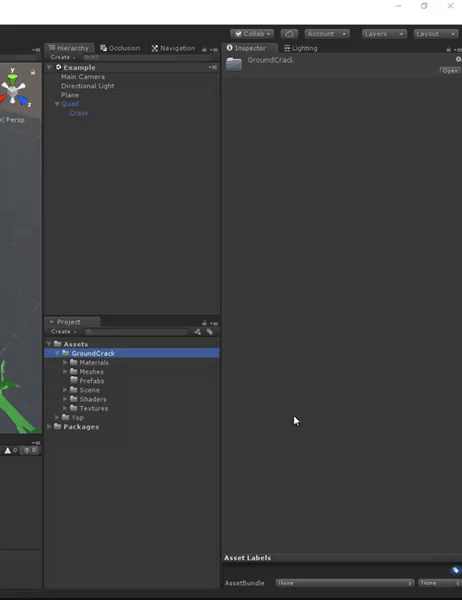 Collab Account Layers Layout
Hierarchy Occlusion Navigation Inspector Lighting
Create All
GroundCrack
Open
Example
Main Camera
Directional Light
Plane
Quad
Crack
y
z
Persp
Project
Create
Assets
GroundCrack
Materials
Meshes
Prefabs
Scene
Shaders
Textures
Yop
Packages
0 0
Asset Labels
AssetBundle None None